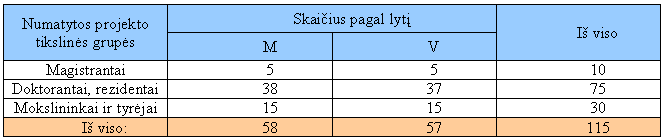 Numatytos projekto tikslinės grupės Skaičius pagal lytį Iš viso
M V
Magistrantai 5 5 10
Doktorantai, rezidentai 38 37 75
Mokslininkai ir tyrėjai 15 15 30
Iš viso: 58 57 115